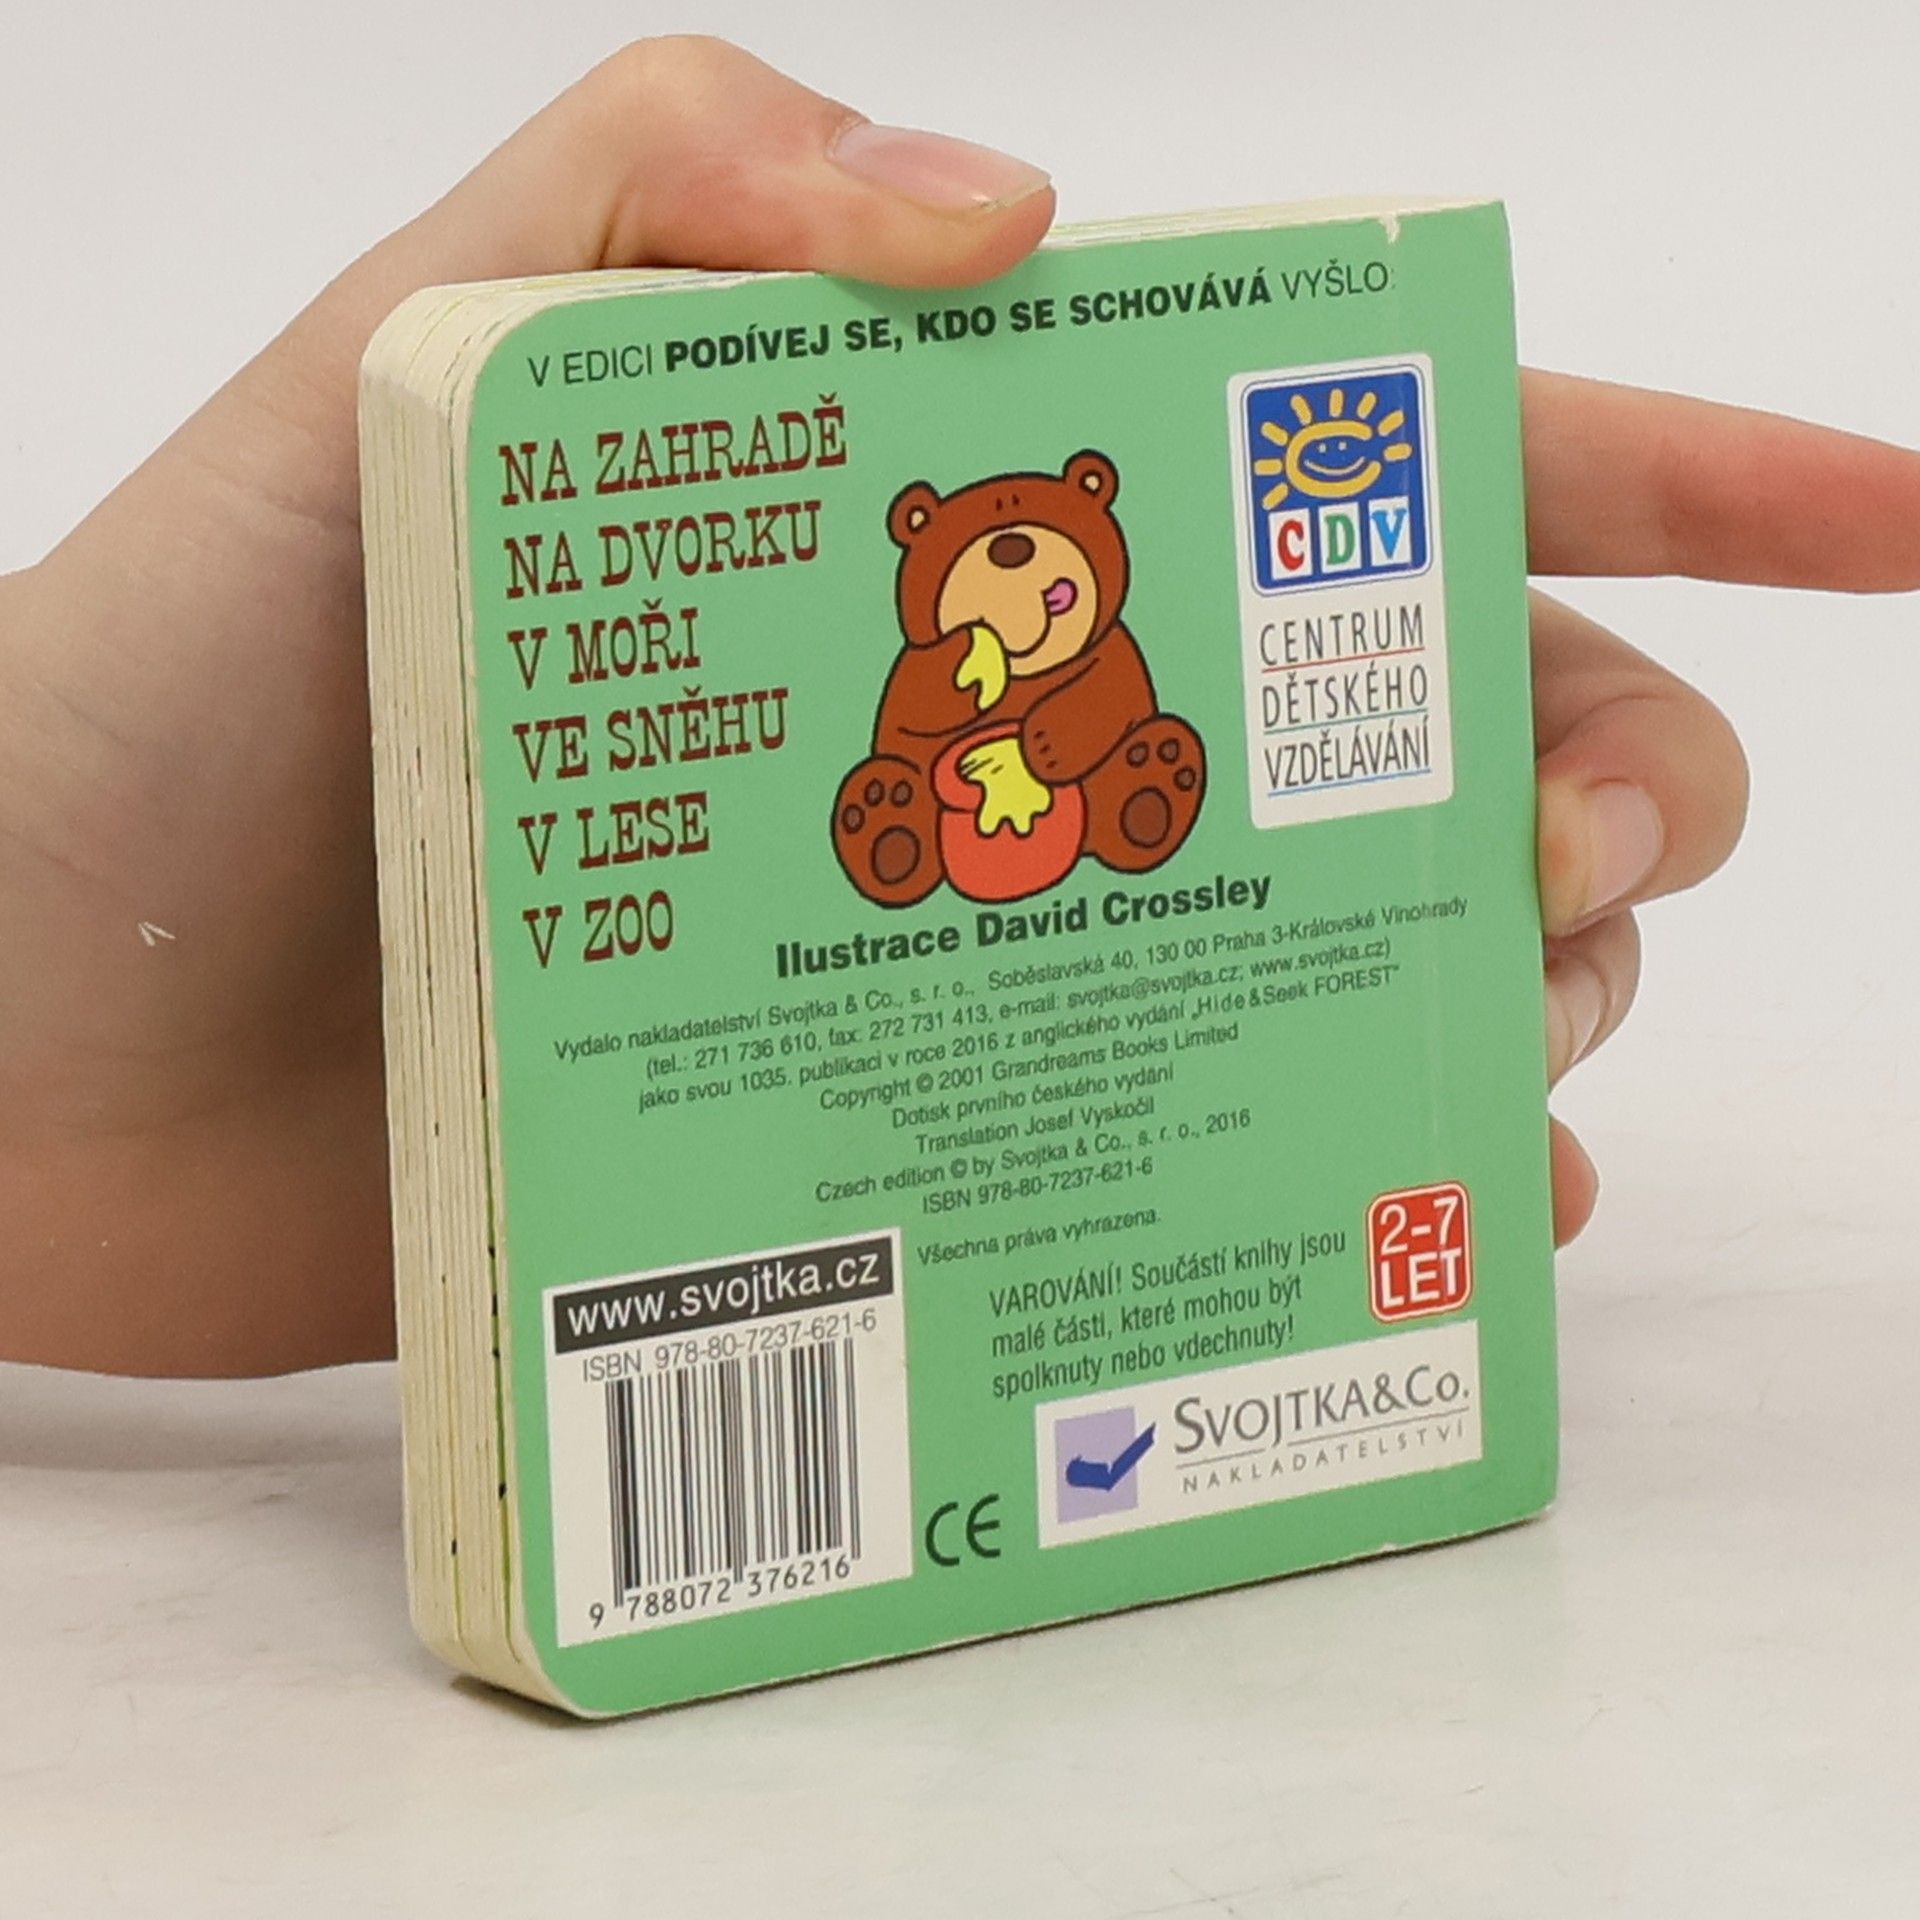 V EDICI PODÍVEJ SE, KDO SE SCHOVÁVÁ VYŠLO:
NA ZAHRADĚ
NA DVORKU
V MOŘI
VE SNĚHU
V LESE
V ZOO
CDV
CENTRUM
DĚTSKÉHO
VZDĚLÁVÁNÍ
Ilustrace David Crossley
Vydalo nakladatelství Svojtka & Co., s. r. o., Soběslavská 40, 130 00 Praha 3-Královské Vinohrady
(tel.: 271 736 610, fax: 272 731 413, e-mail: svojtka@svojtka.cz; www.svojtka.cz)
jako svou 1035. publikaci v roce 2016 z anglického vydání „Hide&Seek FOREST"
Copyright © 2001 Grandreams Books Limited
Dotisk prvního českého vydání
Translation Josef Vyskočil
Czech edition © by Svojtka & Co., s. r. o., 2016
ISBN 978-80-7237-621-6
Všechna práva vyhrazena.
VAROVÁNÍ! Součástí knihy jsou
malé části, které mohou být
spolknuty nebo vdechnuty!
2-7
LET
www.svojtka.cz
ISBN 978-80-7237-621-6
9 788072 376216
CE
SVOJTKA&CO.
NAKLADATELSTVÍ